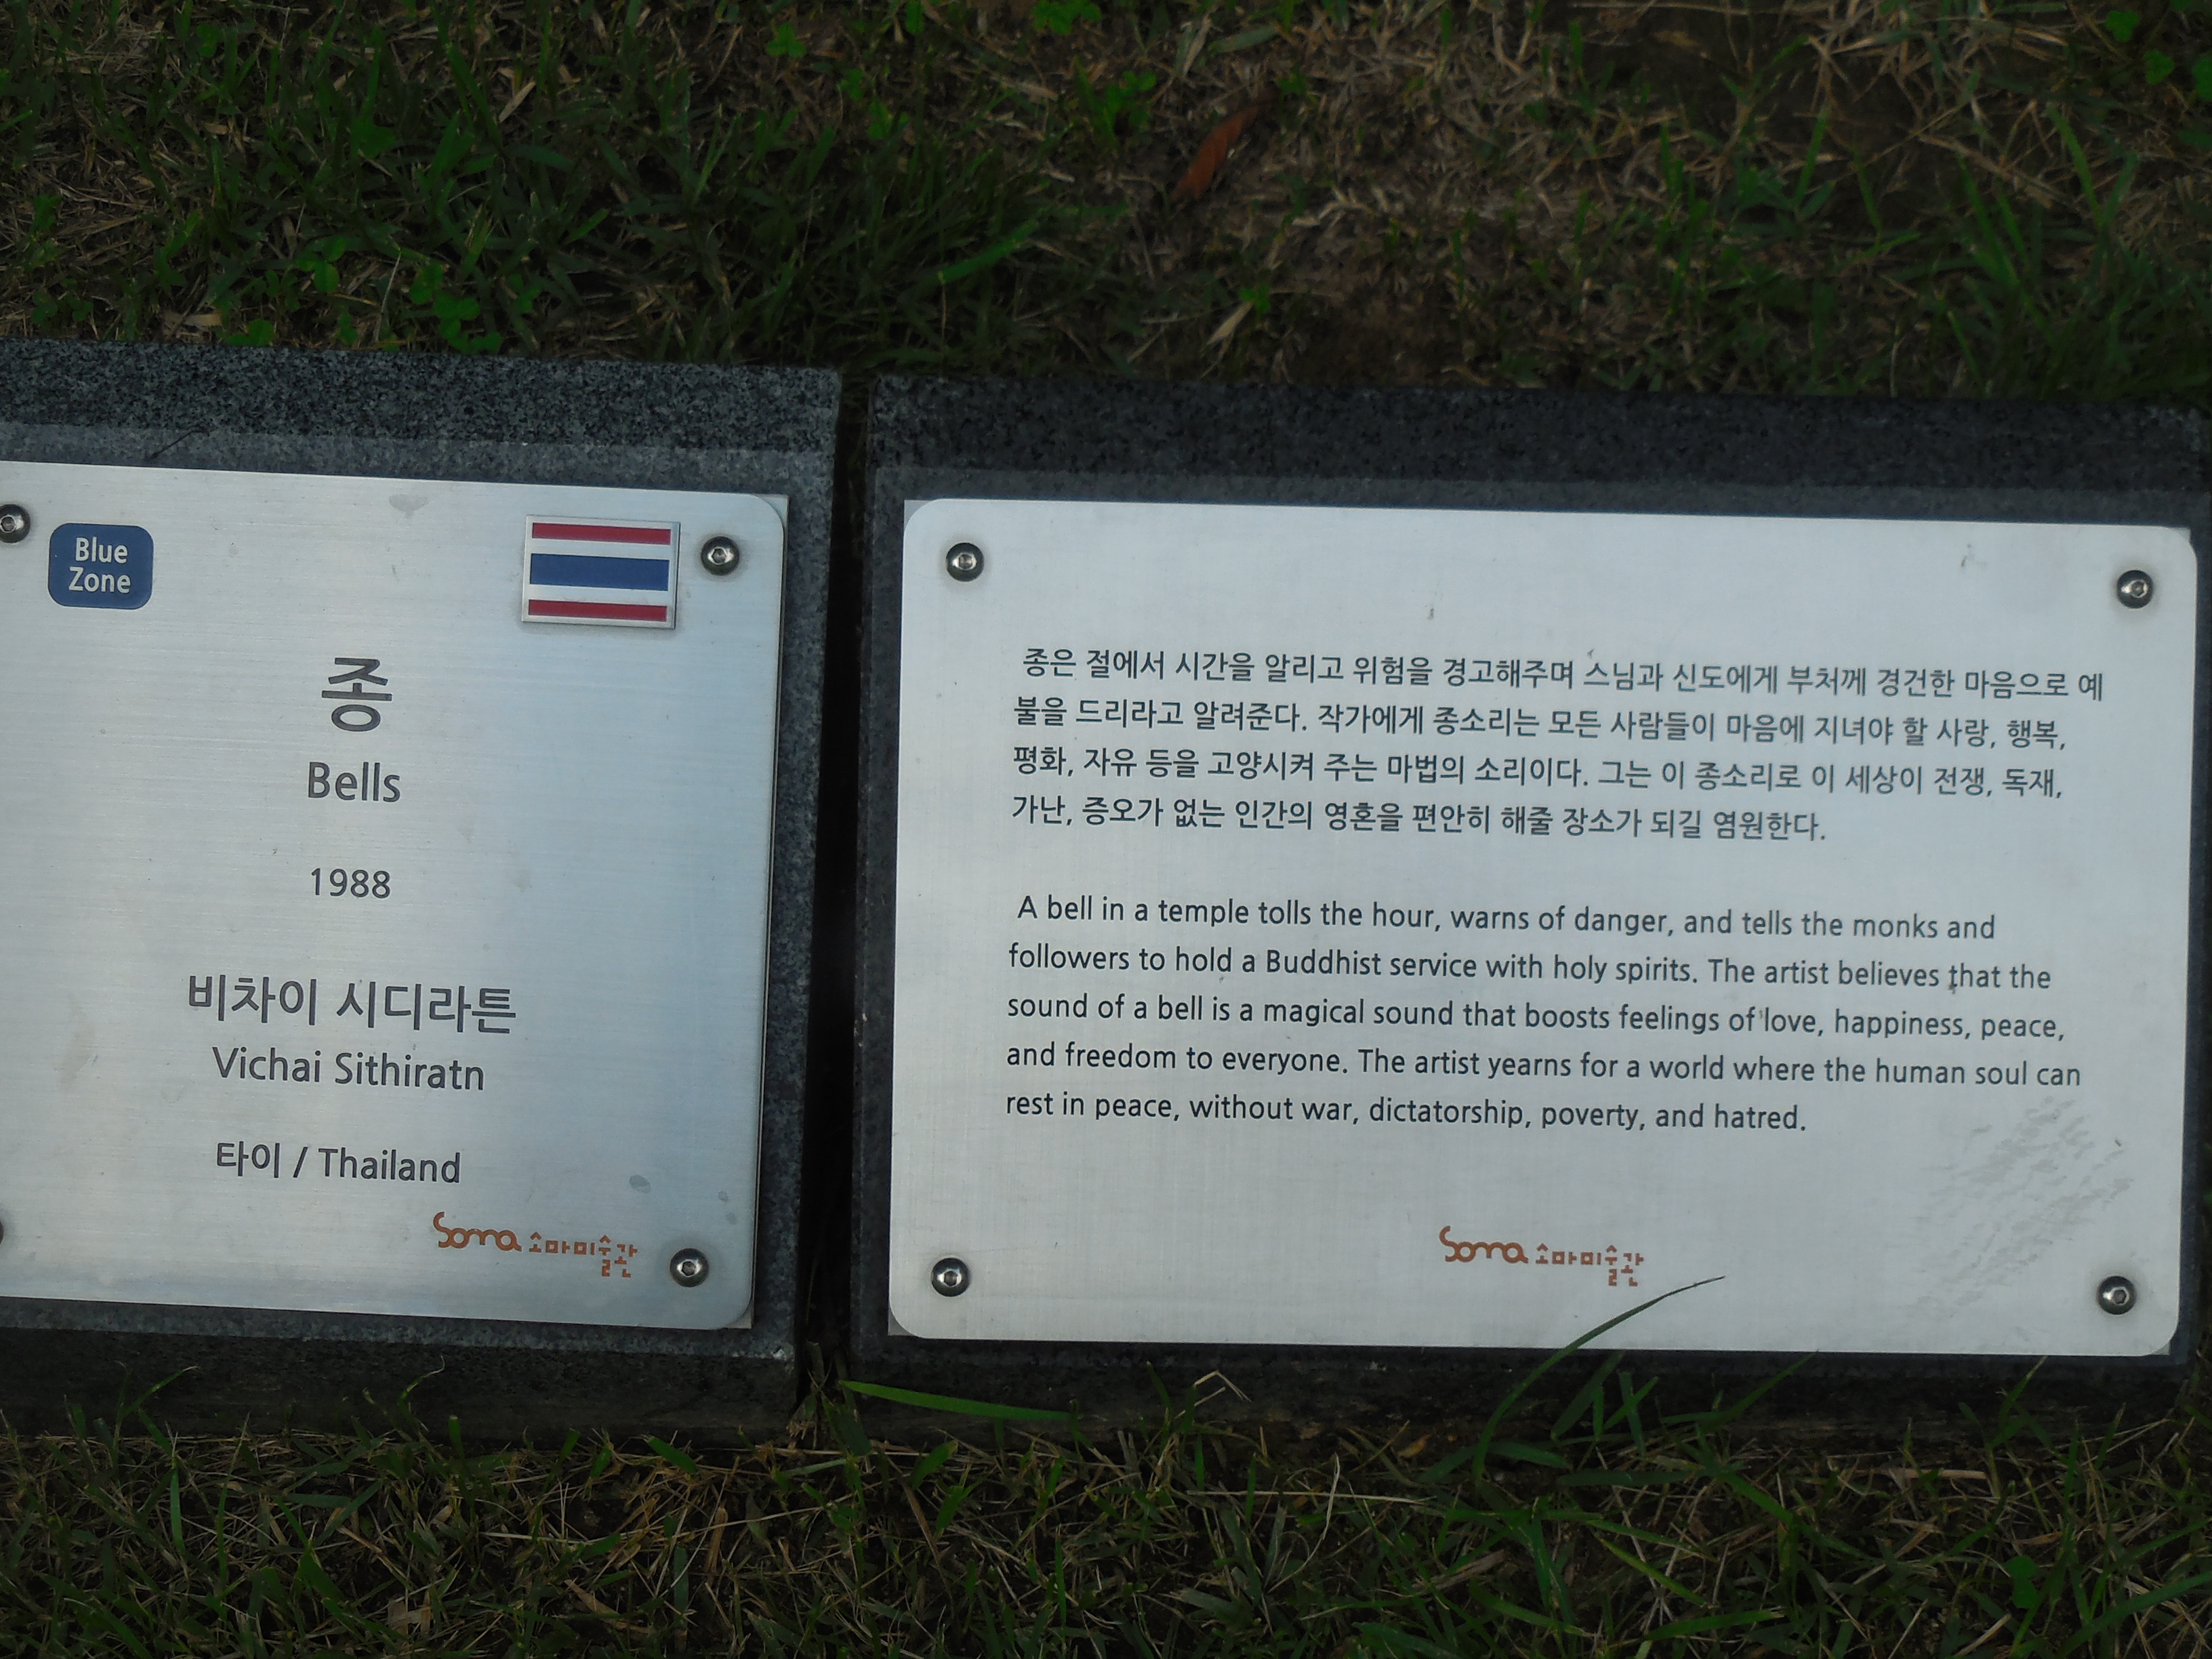 Blue
Zone
종
Bells
1988
비차이 시디라튼
Vichai Sithiratn
타이 / Thailand
Soma 소마미술관
종은 절에서 시간을 알리고 위험을 경고해주며 스님과 신도에게 부처께 경건한 마음으로 예
불을 드리라고 알려준다. 작가에게 종소리는 모든 사람들이 마음에 지녀야 할 사랑, 행복,
평화, 자유 등을 고양시켜 주는 마법의 소리이다. 그는 이 종소리로 이 세상이 전쟁, 독재,
가난, 증오가 없는 인간의 영혼을 편안히 해줄 장소가 되길 염원한다.
A bell in a temple tolls the hour, warns of danger, and tells the monks and
followers to hold a Buddhist service with holy spirits. The artist believes that the
sound of a bell is a magical sound that boosts feelings of love, happiness, peace,
and freedom to everyone. The artist yearns for a world where the human soul can
rest in peace, without war, dictatorship, poverty, and hatred.
Soma 소마미술관